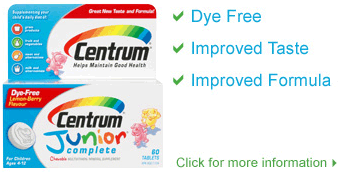 Supplementing your child's daily diet of:
Great New Taste and Formula!
Centrum
Helps Maintain Good Health
Dye-Free
Lemon-Berry
Flavour
Centrum
Junior
complete
For Children
Ages 4-12
Chewable
60
TABLETS
Dye Free
Improved Taste
Improved Formula
Click for more information